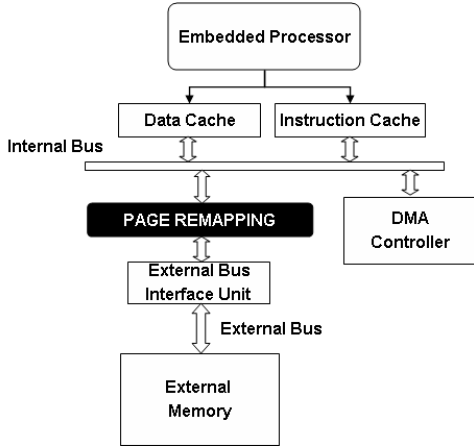 Embedded Processor
Data Cache
Instruction Cache
Internal Bus
PAGE REMAPPING
DMA
Controller
External Bus
Interface Unit
External Bus
External
Memory